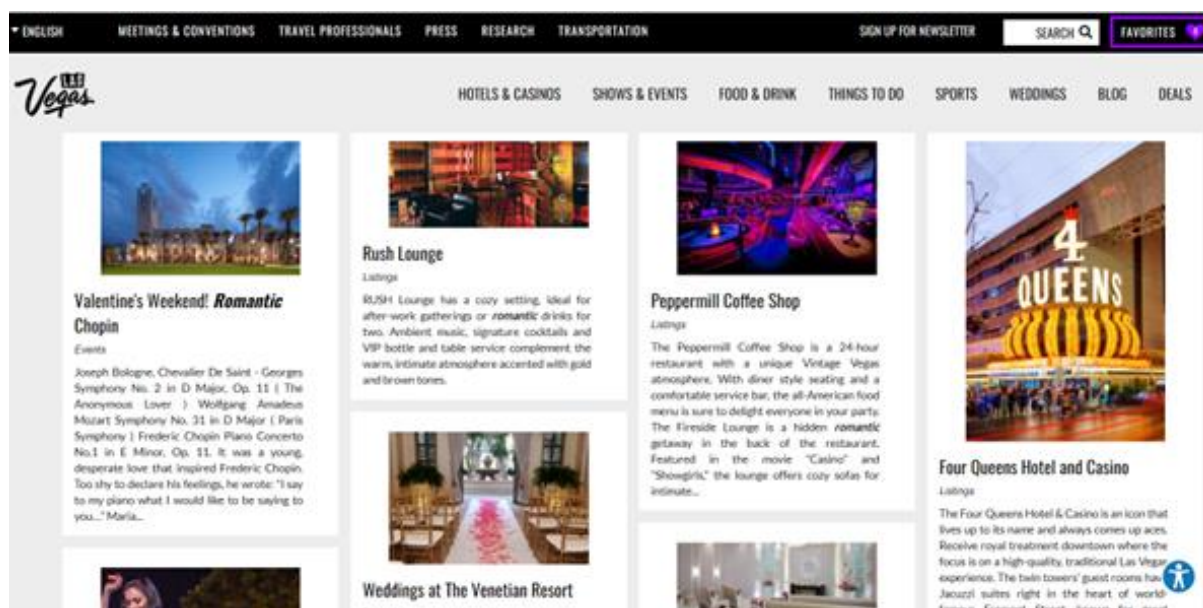 ENGLISH
MEETINGS & CONVENTIONS
TRAVEL PROFESSIONALS
PRESS
RESEARCH
TRANSPORTATION
SIGN UP FOR NEWSLETTER
SEARCH
FAVORITES
LAS
Vegas
HOTELS & CASINOS
SHOWS & EVENTS
FOOD & DRINK
THINGS TO DO
SPORTS
WEDDINGS
BLOG
DEALS
Valentine's Weekend! Romantic
Chopin
Events
Joseph Bologne, Chevalier De Saint - Georges
Symphony No. 2 in D Major, Op. 11 ( The
Anonymous Lover ) Wolfgang Amadeus
Mozart Symphony No. 31 in D Major ( Paris
Symphony ) Frederic Chopin Piano Concerto
No.1 in E Minor, Op. 11. It was a young,
desperate love that inspired Frederic Chopin.
Too shy to declare his feelings, he wrote: "I say
to my piano what I would like to be saying to
you..." Maria...
Rush Lounge
Listings
RUSH Lounge has a cozy setting, ideal for
after-work gatherings or romantic drinks for
two. Ambient music, signature cocktails and
VIP bottle and table service complement the
warm, intimate atmosphere accented with gold
and brown tones.
Weddings at The Venetian Resort
Peppermill Coffee Shop
Listings
The Peppermill Coffee Shop is a 24-hour
restaurant with a unique Vintage Vegas
atmosphere. With diner style seating and a
comfortable service bar, the all-American food
menu is sure to delight everyone in your party.
The Fireside Lounge is a hidden romantic
getaway in the back of the restaurant.
Featured in the movie "Casino" and
"Showgirls," the lounge offers cozy sofas for
intimate...
4
QUEENS
Four Queens Hotel and Casino
Listings
The Four Queens Hotel & Casino is an icon that
lives up to its name and always comes up aces.
Receive royal treatment downtown where the
focus is on a high-quality, traditional Las Vegas
experience. The twin towers' guest rooms have
Jacuzzi suites right in the heart of world-